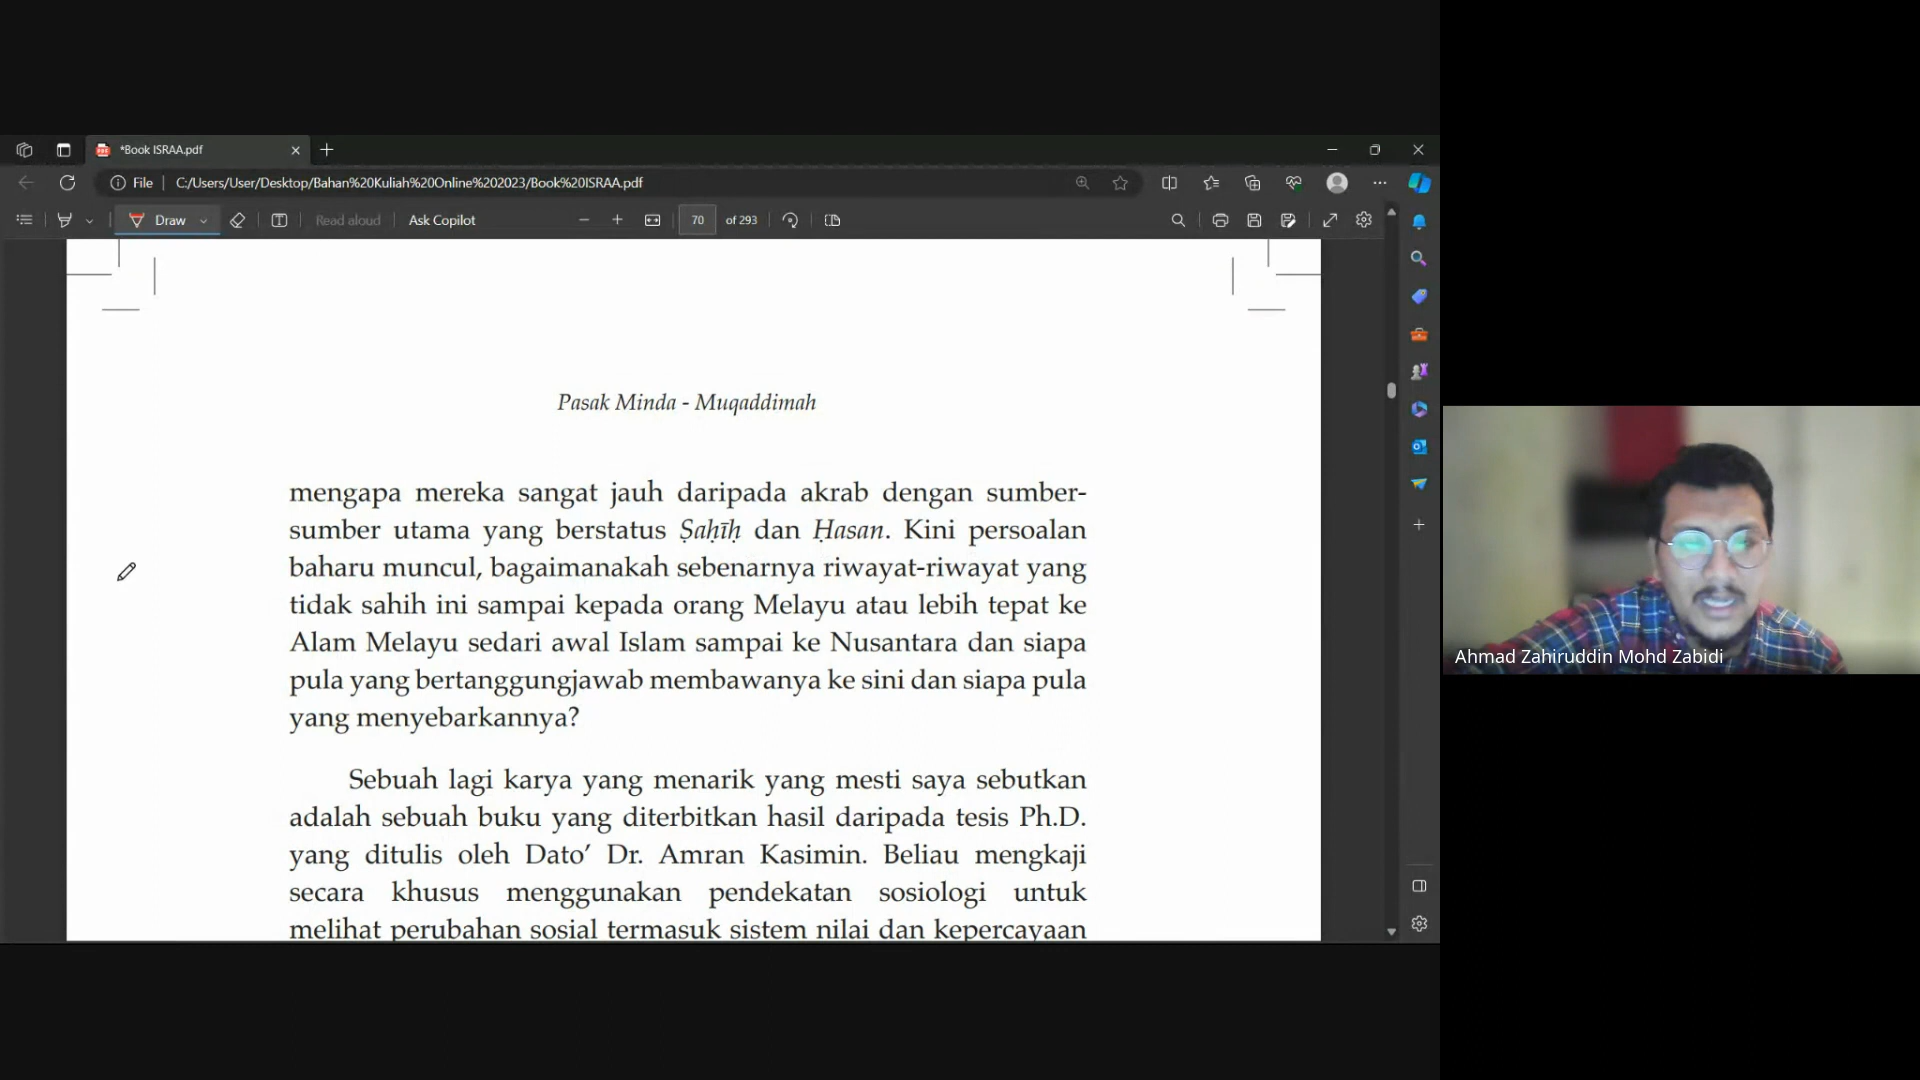 *Book ISRAA.pdf
File
C:/Users/User/Desktop/Bahan%20Kuliah%20Online%202023/Book%20ISRAA.pdf
Draw
Read aloud
Ask Copilot
70
of 293
Pasak Minda - Muqaddimah
mengapa mereka sangat jauh daripada akrab dengan sumber-
sumber utama yang berstatus Ṣaḥīḥ dan Ḥasan. Kini persoalan
baharu muncul, bagaimanakah sebenarnya riwayat-riwayat yang
tidak sahih ini sampai kepada orang Melayu atau lebih tepat ke
Alam Melayu sedari awal Islam sampai ke Nusantara dan siapa
pula yang bertanggungjawab membawanya ke sini dan siapa pula
yang menyebarkannya?
Sebuah lagi karya yang menarik yang mesti saya sebutkan
adalah sebuah buku yang diterbitkan hasil daripada tesis Ph.D.
yang ditulis oleh Dato’ Dr. Amran Kasimin. Beliau mengkaji
secara khusus menggunakan pendekatan sosiologi untuk
melihat perubahan sosial termasuk sistem nilai dan kepercayaan
Ahmad Zahiruddin Mohd Zabidi